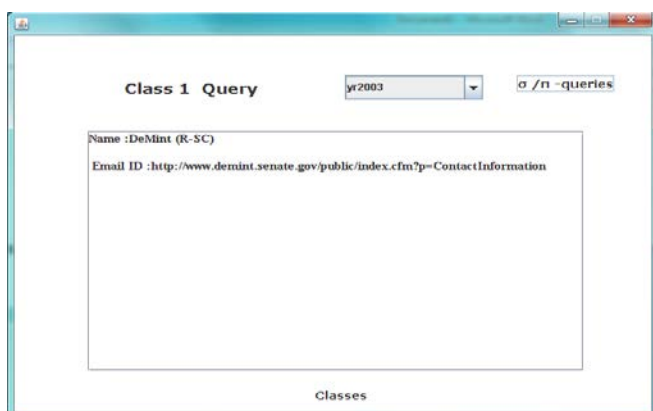 Class 1 Query
yr2003
σ /π -queries
Name :DeMint (R-SC)
Email ID :http://www.demint.senate.gov/public/index.cfm?p=ContactInformation
Classes